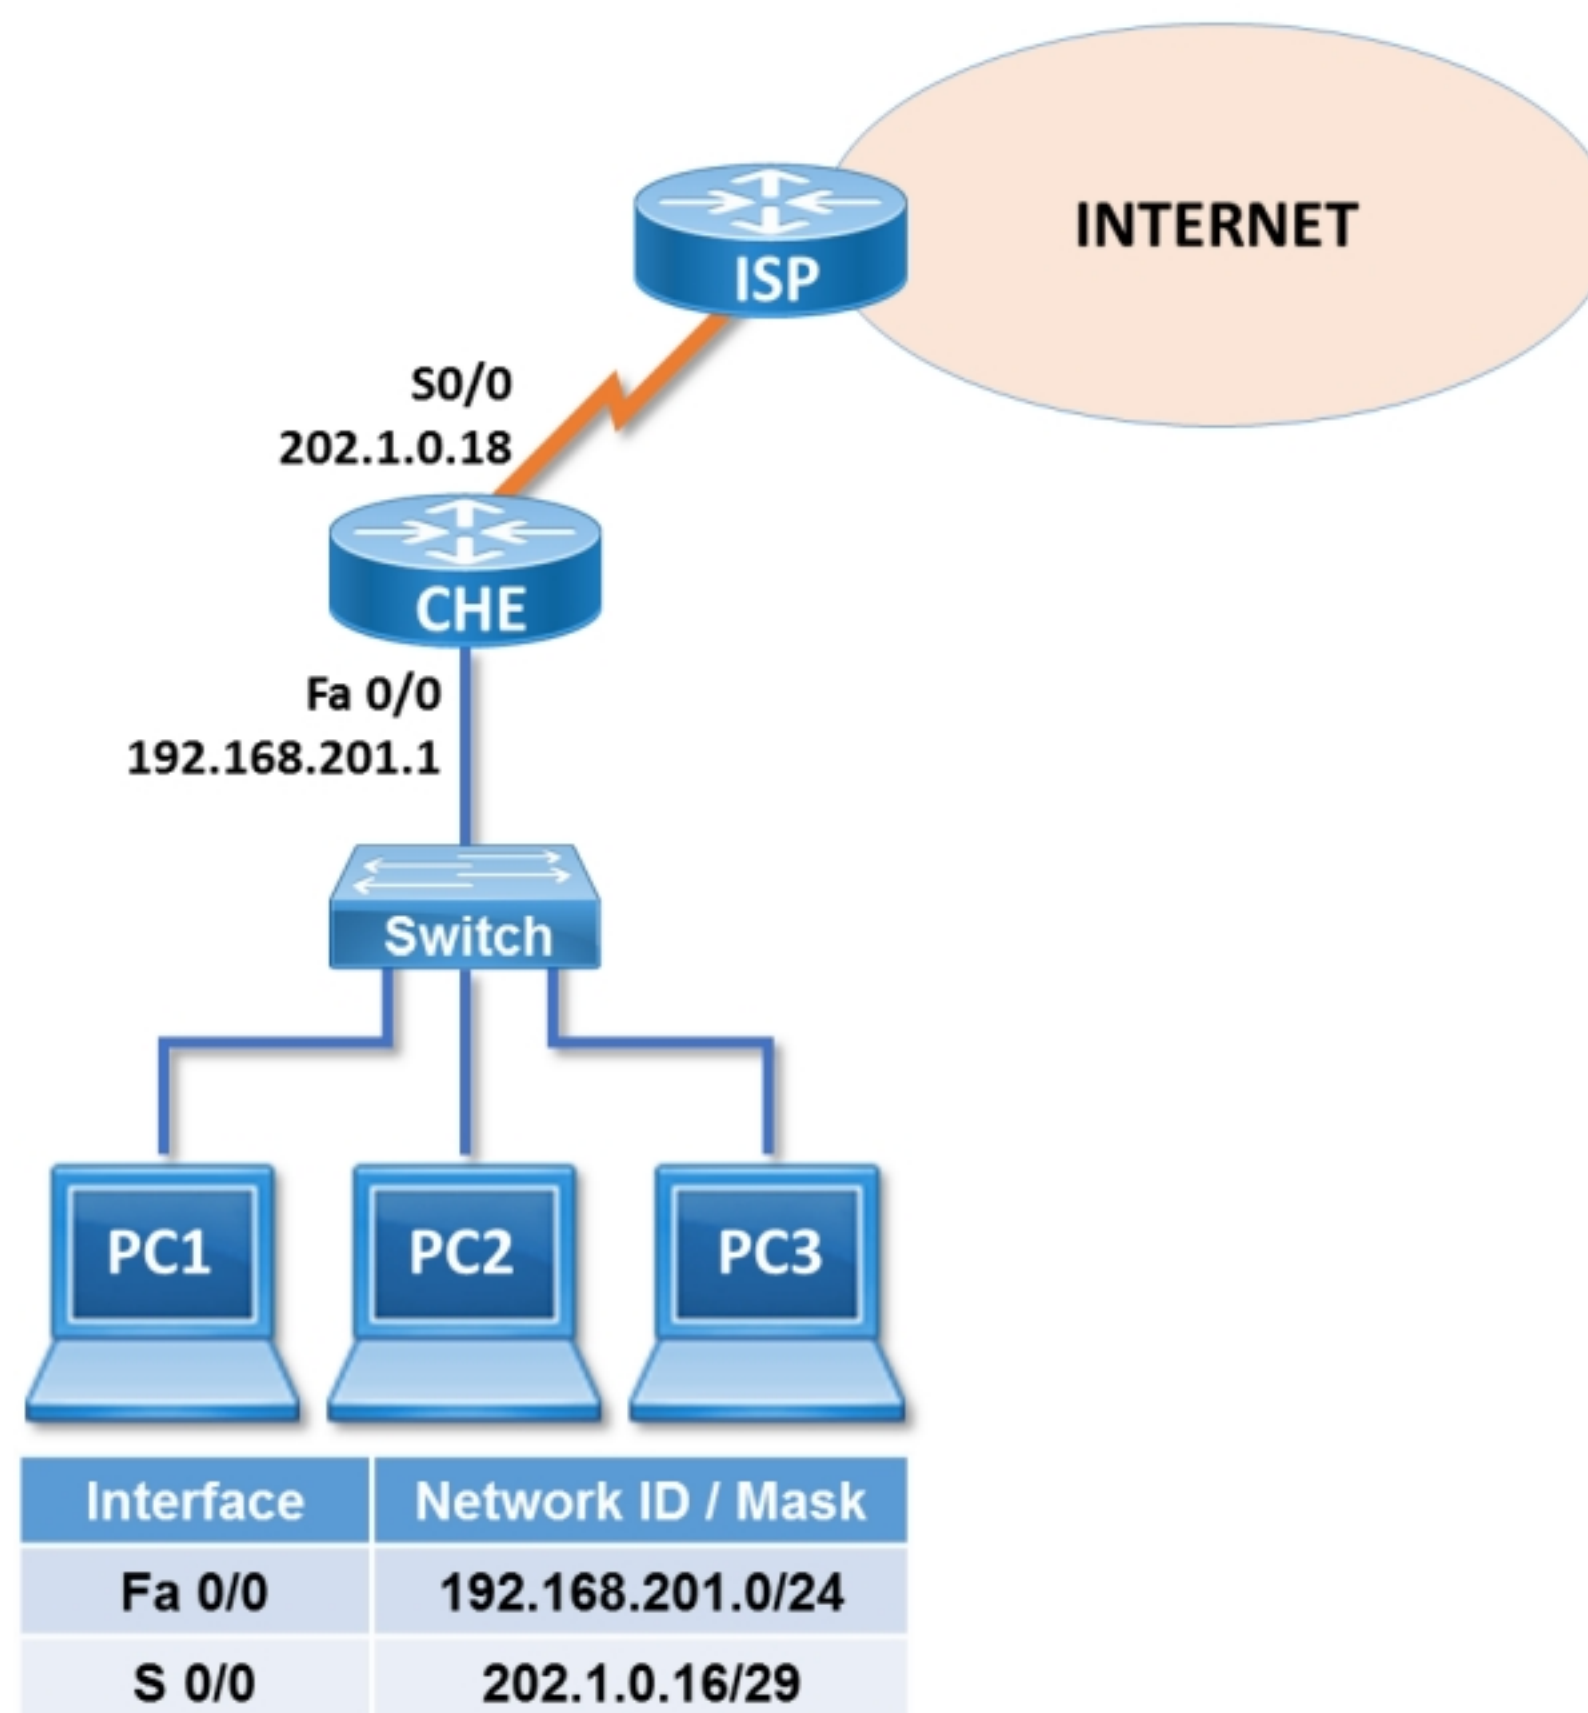 INTERNET
ISP
S0/0
202.1.0.18
CHE
Fa 0/0
192.168.201.1
Switch
PC1
PC2
PC3
Interface Network ID / Mask
Fa 0/0 192.168.201.0/24
S 0/0 202.1.0.16/29